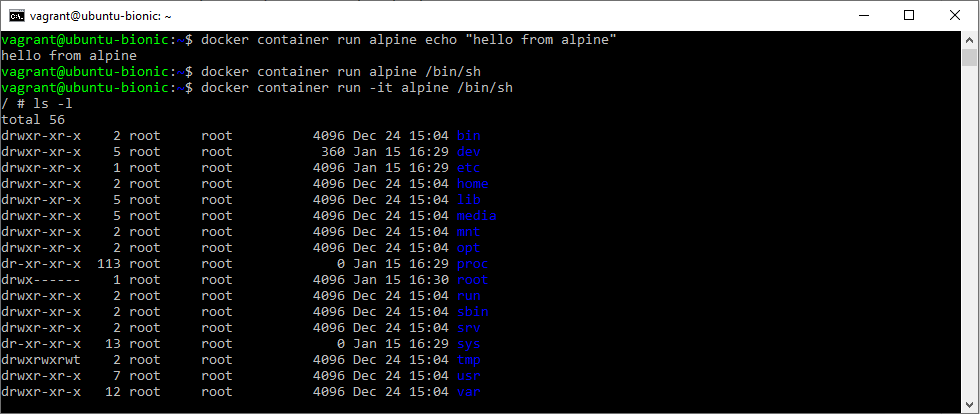 vagrant@ubuntu-bionic: ~
vagrant@ubuntu-bionic:~$ docker container run alpine echo "hello from alpine"
hello from alpine
vagrant@ubuntu-bionic:~$ docker container run alpine /bin/sh
vagrant@ubuntu-bionic:~$ docker container run -it alpine /bin/sh
/ # ls -l
total 56
drwxr-xr-x    2 root     root          4096 Dec 24 15:04 bin
drwxr-xr-x    5 root     root           360 Jan 15 16:29 dev
drwxr-xr-x    1 root     root          4096 Jan 15 16:29 etc
drwxr-xr-x    2 root     root          4096 Dec 24 15:04 home
drwxr-xr-x    5 root     root          4096 Dec 24 15:04 lib
drwxr-xr-x    5 root     root          4096 Dec 24 15:04 media
drwxr-xr-x    2 root     root          4096 Dec 24 15:04 mnt
drwxr-xr-x    2 root     root          4096 Dec 24 15:04 opt
dr-xr-xr-x  113 root     root             0 Jan 15 16:29 proc
drwx------    1 root     root          4096 Jan 15 16:30 root
drwxr-xr-x    2 root     root          4096 Dec 24 15:04 run
drwxr-xr-x    2 root     root          4096 Dec 24 15:04 sbin
drwxr-xr-x    2 root     root          4096 Dec 24 15:04 srv
dr-xr-xr-x   13 root     root             0 Jan 15 16:29 sys
drwxrwxrwt    2 root     root          4096 Dec 24 15:04 tmp
drwxr-xr-x    7 root     root          4096 Dec 24 15:04 usr
drwxr-xr-x   12 root     root          4096 Dec 24 15:04 var